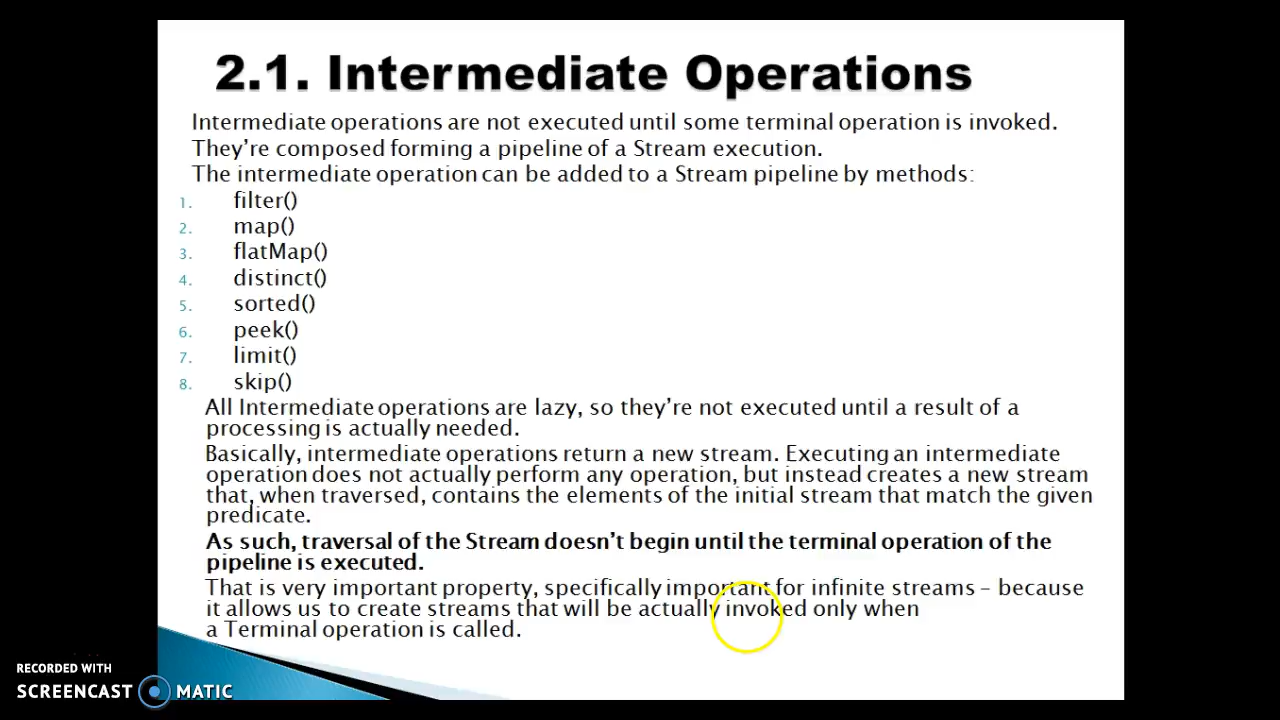 2.1. Intermediate Operations
Intermediate operations are not executed until some terminal operation is invoked.
They're composed forming a pipeline of a Stream execution.
The intermediate operation can be added to a Stream pipeline by methods:
1. filter()
2. map()
3. flatMap()
4. distinct()
5. sorted()
6. peek()
7. limit()
8. skip()
All Intermediate operations are lazy, so they're not executed until a result of a
processing is actually needed.
Basically, intermediate operations return a new stream. Executing an intermediate
operation does not actually perform any operation, but instead creates a new stream
that, when traversed, contains the elements of the initial stream that match the given
predicate.
As such, traversal of the Stream doesn't begin until the terminal operation of the
pipeline is executed.
That is very important property, specifically important for infinite streams – because
it allows us to create streams that will be actually invoked only when
a Terminal operation is called.
RECORDED WITH
SCREENCAST MATIC